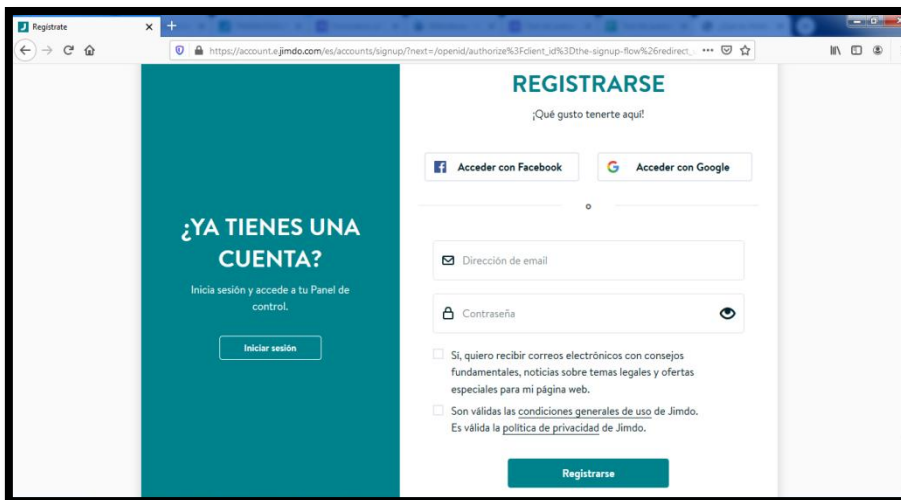 Regístrate
https://account.e.jimdo.com/es/accounts/signup/?next=/openid/authorize%3Fclient_id%3Dthe-signup-flow%26redirect_
REGISTRARSE
¡Qué gusto tenerte aquí!
Acceder con Facebook
Acceder con Google
o
¿YA TIENES UNA
CUENTA?
Inicia sesión y accede a tu Panel de
control.
Iniciar sesión
Dirección de email
Contraseña
Sí, quiero recibir correos electrónicos con consejos
fundamentales, noticias sobre temas legales y ofertas
especiales para mi página web.
Son válidas las condiciones generales de uso de Jimdo.
Es válida la política de privacidad de Jimdo.
Registrarse